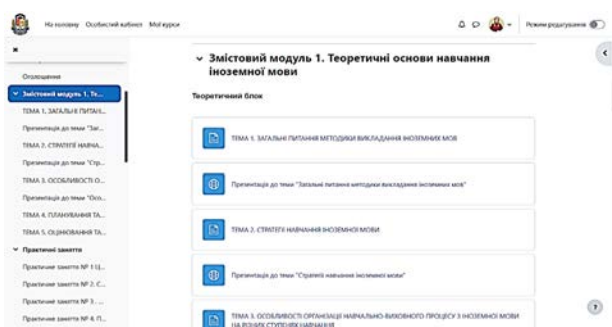 На головну Особистий кабінет Мої курси
Режим редагування
Оголошення
Змістовий модуль 1. Те...
ТЕМА 1. ЗАГАЛЬНІ ПИТАН...
Презентація до теми "Заг...
ТЕМА 2. СТРАТЕГІЇ НАВЧА...
Презентація до теми "Стр...
ТЕМА 3. ОСОБЛИВОСТІ О...
Презентація до теми "Осо...
ТЕМА 4. ПЛАНУВАННЯ ТА...
ТЕМА 5. ОЦІНЮВАННЯ ТА...
Практичні заняття
Практичне заняття № 1 Ц...
Практичне заняття № 2. С...
Практичне заняття № 3 . ...
Практичне заняття № 4. П...
Змістовий модуль 1. Теоретичні основи навчання
іноземної мови
Теоретичний блок
ТЕМА 1. ЗАГАЛЬНІ ПИТАННЯ МЕТОДИКИ ВИКЛАДАННЯ ІНОЗЕМНИХ МОВ
Презентація до теми "Загальні питання методики викладання іноземних мов"
ТЕМА 2. СТРАТЕГІЇ НАВЧАННЯ ІНОЗЕМНОЇ МОВИ
Презентація до теми "Стратегії навчання іноземної мови"
ТЕМА 3. ОСОБЛИВОСТІ ОРГАНІЗАЦІЇ НАВЧАЛЬНО-ВИХОВНОГО ПРОЦЕСУ З ІНОЗЕМНОЇ МОВИ
НА РІЗНИХ СТУПЕНЯХ НАВЧАННЯ